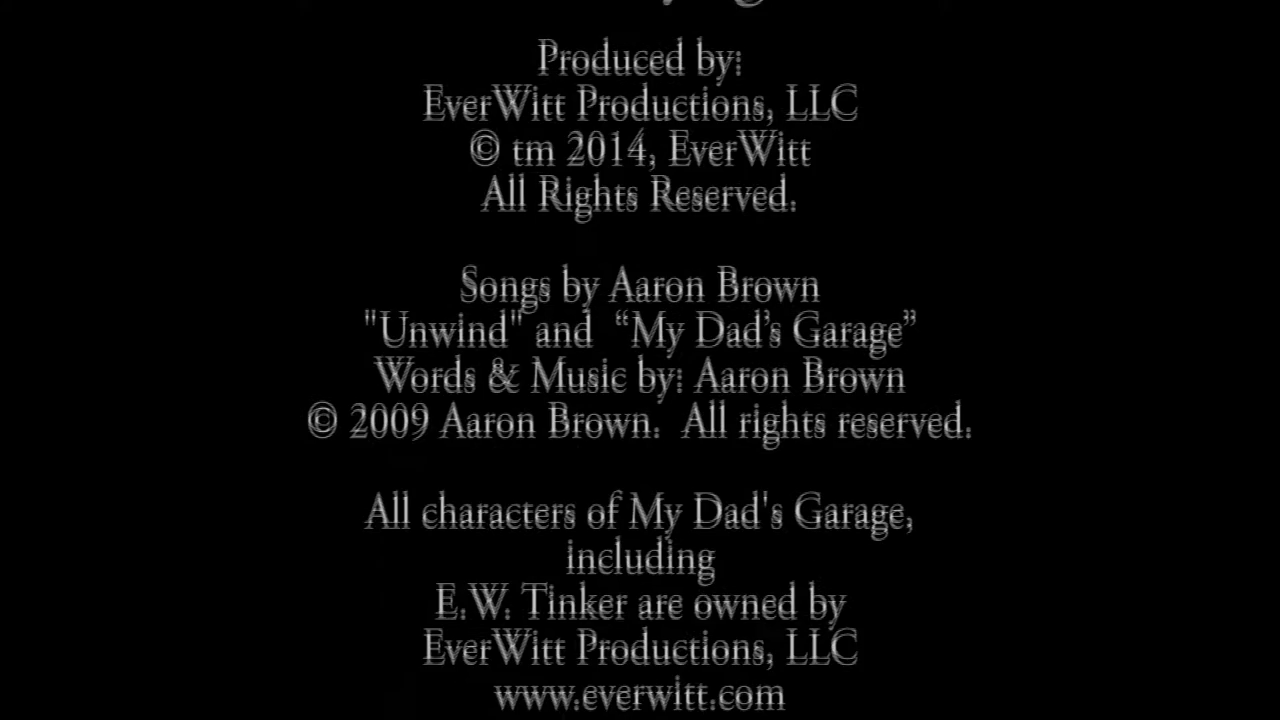 Produced by:
EverWitt Productions, LLC
© tm 2014, EverWitt
All Rights Reserved.
Songs by Aaron Brown
"Unwind" and “My Dad’s Garage”
Words & Music by: Aaron Brown
© 2009 Aaron Brown. All rights reserved.
All characters of My Dad's Garage,
including
E.W. Tinker are owned by
EverWitt Productions, LLC
www.everwitt.com